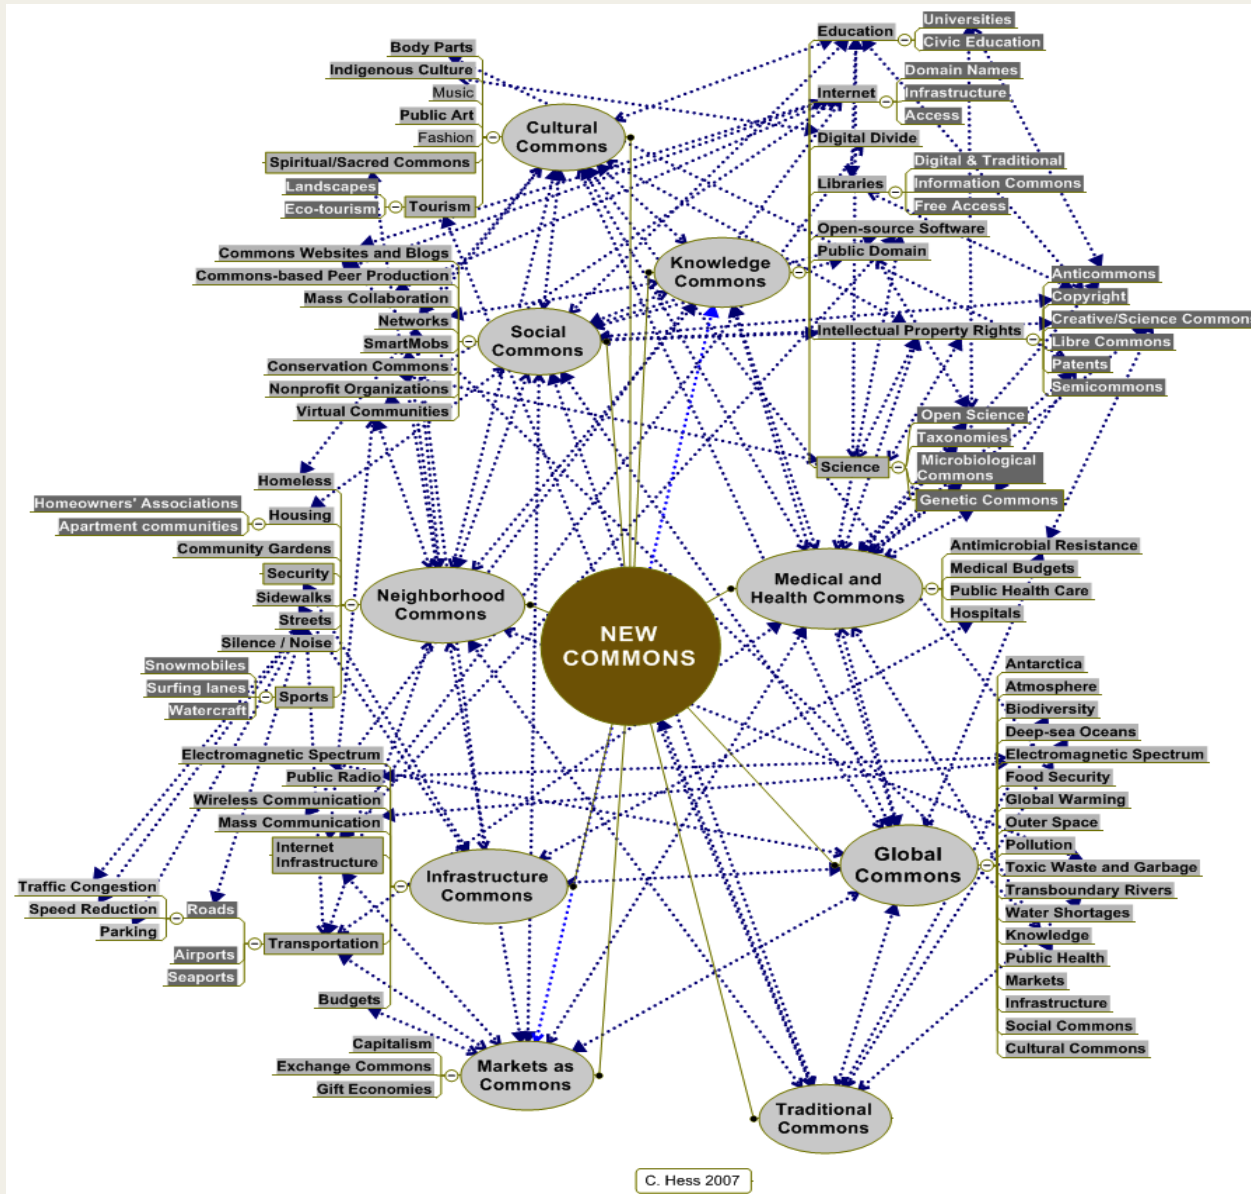 Body Parts
Indigenous Culture
Music
Public Art
Fashion
Spiritual/Sacred Commons
Landscapes
Eco-tourism
Tourism
Cultural
Commons
Education
Universities
Civic Education
Internet
Domain Names
Infrastructure
Access
Digital Divide
Libraries
Digital & Traditional
Information Commons
Free Access
Open-source Software
Public Domain
Knowledge
Commons
Intellectual Property Rights
Anticommons
Copyright
Creative/Science Commons
Libre Commons
Patents
Semicommons
Science
Open Science
Taxonomies
Microbiological
Commons
Genetic Commons
Commons Websites and Blogs
Commons-based Peer Production
Mass Collaboration
Networks
SmartMobs
Conservation Commons
Nonprofit Organizations
Virtual Communities
Social
Commons
Homeless
Homeowners' Associations
Apartment communities
Housing
Community Gardens
Security
Sidewalks
Streets
Silence / Noise
Snowmobiles
Surfing lanes
Watercraft
Sports
Neighborhood
Commons
NEW
COMMONS
Medical and
Health Commons
Antimicrobial Resistance
Medical Budgets
Public Health Care
Hospitals
Electromagnetic Spectrum
Public Radio
Wireless Communication
Mass Communication
Internet
Infrastructure
Traffic Congestion
Speed Reduction
Parking
Roads
Airports
Seaports
Transportation
Budgets
Infrastructure
Commons
Global
Commons
Antarctica
Atmosphere
Biodiversity
Deep-sea Oceans
Electromagnetic Spectrum
Food Security
Global Warming
Outer Space
Pollution
Toxic Waste and Garbage
Transboundary Rivers
Water Shortages
Knowledge
Public Health
Markets
Infrastructure
Social Commons
Cultural Commons
Capitalism
Exchange Commons
Gift Economies
Markets as
Commons
Traditional
Commons
C. Hess 2007